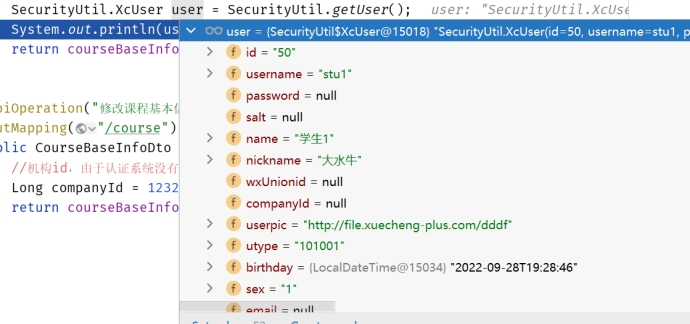 SecurityUtil.XcUser user = SecurityUtil.getUser(); user: "SecurityUtil.XcUse
System.out.println(us
user = {SecurityUtil$XcUser@15018} "SecurityUtil.XcUser(id=50, username=stu1, p
return courseBaseInfo
id = "50"
username = "stu1"
password = null
salt = null
piOperation("修改课程基本信
name = "学生1"
utMapping("/course")
nickname = "大水牛"
blic CourseBaseInfoDto
wxUnionid = null
//机构id，由于认证系统没有
companyId = null
Long companyId = 1232
userpic = "http://file.xuecheng-plus.com/dddf"
return courseBaseInfo
utype = "101001"
birthday = {LocalDateTime@15034} "2022-09-28T19:28:46"
sex = "1"
email = null